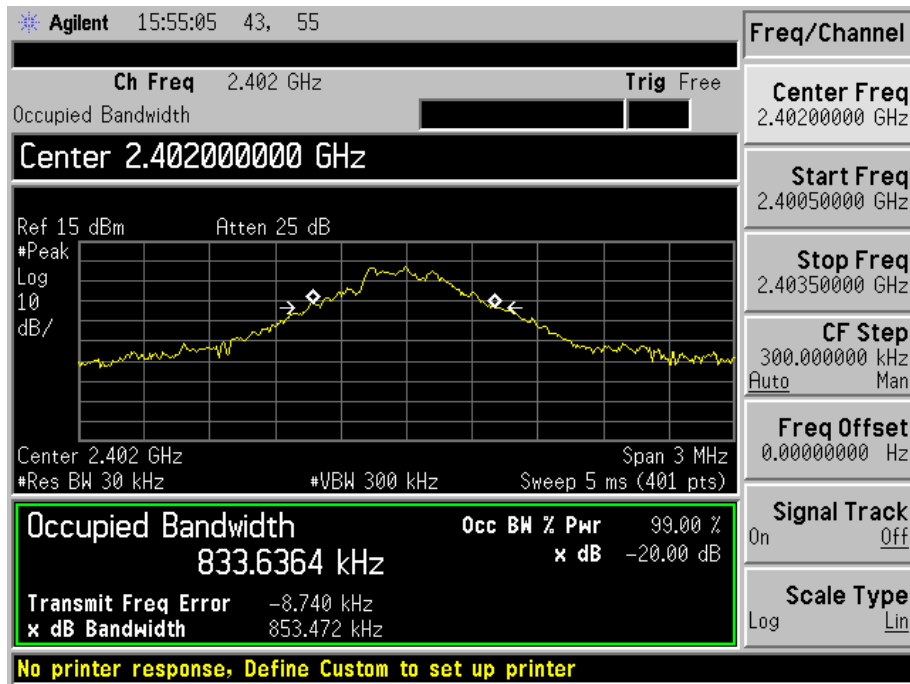 Agilent 15:55:05 43, 55
Freq/Channel
Ch Freq 2.402 GHz Trig Free
Occupied Bandwidth
Center 2.402000000 GHz
Ref 15 dBm Atten 25 dB
#Peak
Log
10
dB/
Center 2.402 GHz Span 3 MHz
#Res BW 30 kHz #VBW 300 kHz Sweep 5 ms (401 pts)
Occupied Bandwidth Occ BW % Pwr 99.00 %
833.6364 kHz x dB -20.00 dB
Transmit Freq Error -8.740 kHz
x dB Bandwidth 853.472 kHz
No printer response, Define Custom to set up printer
Center Freq
2.40200000 GHz
Start Freq
2.40050000 GHz
Stop Freq
2.40350000 GHz
CF Step
300.000000 kHz
Auto Man
Freq Offset
0.00000000 Hz
Signal Track
On Off
Scale Type
Log Lin